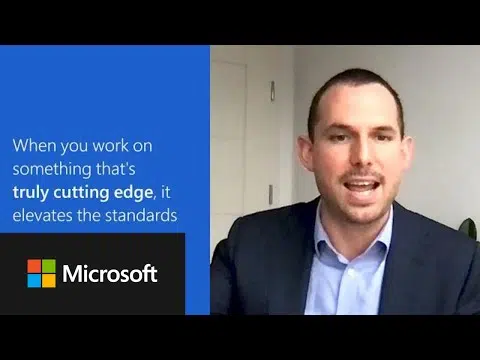 When you work on
something that's
truly cutting edge, it
elevates the standards
Microsoft